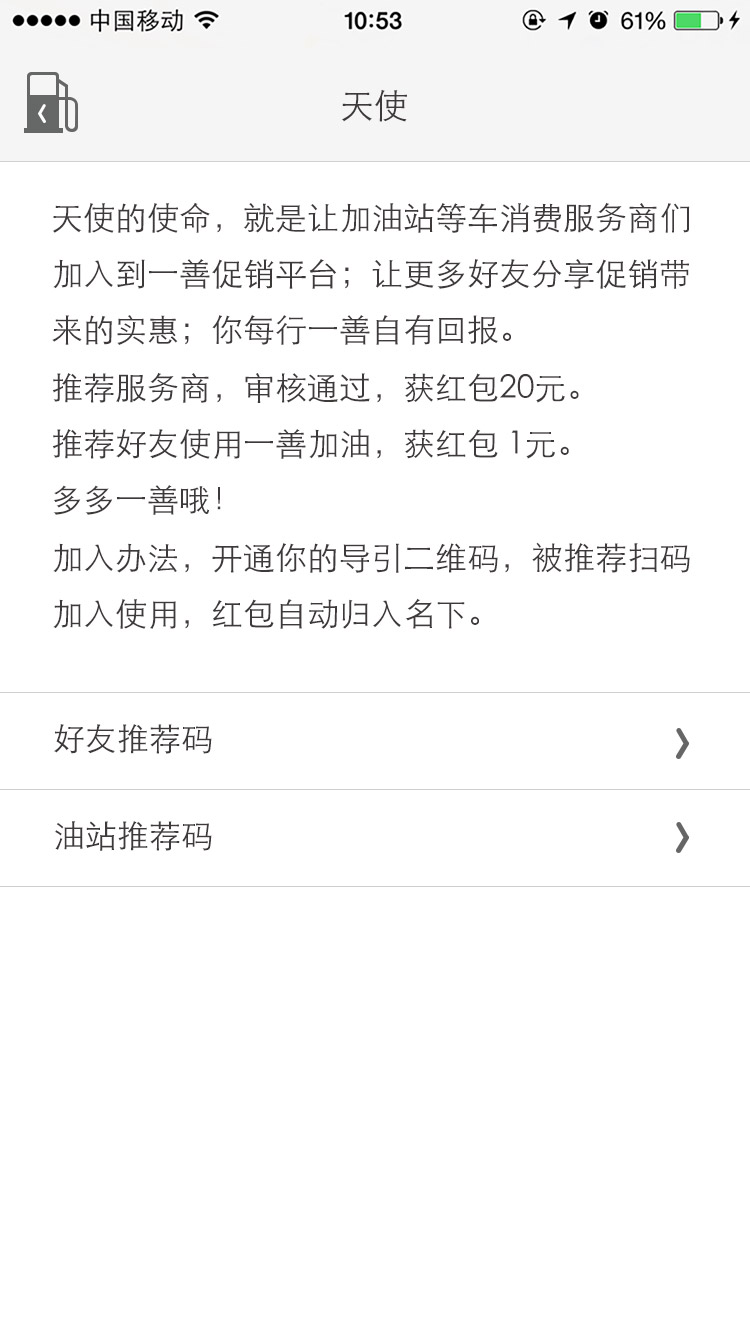 中国移动 10:53 61%
天使
天使的使命，就是让加油站等车消费服务商们
加入到一善促销平台；让更多好友分享促销带
来的实惠；你每行一善自有回报。
推荐服务商，审核通过，获红包20元。
推荐好友使用一善加油，获红包 1元。
多多一善哦！
加入办法，开通你的导引二维码，被推荐扫码
加入使用，红包自动归入名下。
好友推荐码
油站推荐码